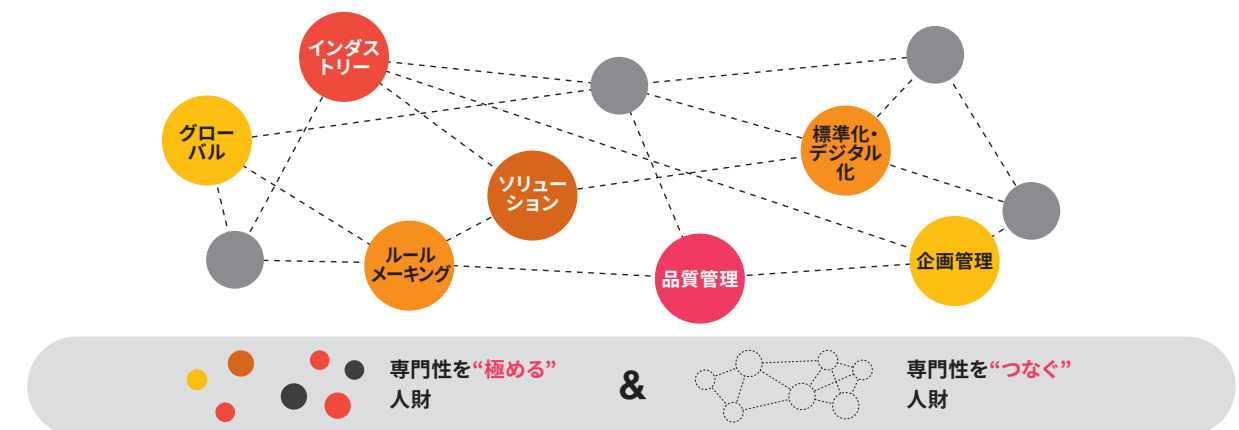 インダス
トリー
グロー
バル
標準化・
デジタル
化
ソリュー
ション
ルール
メーキング
品質管理
企画管理
専門性を“極める”
人財
&
専門性を“つなぐ”
人財